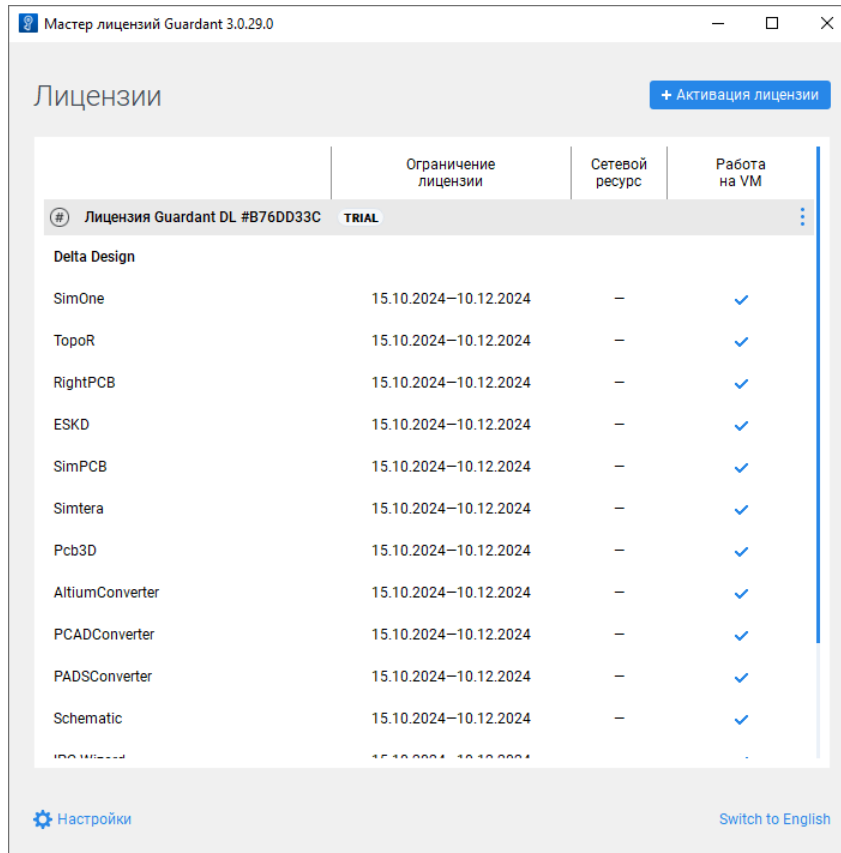 Мастер лицензий Guardant 3.0.29.0
Лицензии
+ Активация лицензии
Ограничение лицензии Сетевой ресурс Работа на VM
# Лицензия Guardant DL #B76DD33C TRIAL
Delta Design
SimOne 15.10.2024—10.12.2024 —
TopoR 15.10.2024—10.12.2024 —
RightPCB 15.10.2024—10.12.2024 —
ESKD 15.10.2024—10.12.2024 —
SimPCB 15.10.2024—10.12.2024 —
Simtera 15.10.2024—10.12.2024 —
Pcb3D 15.10.2024—10.12.2024 —
AltiumConverter 15.10.2024—10.12.2024 —
PCADConverter 15.10.2024—10.12.2024 —
PADSConverter 15.10.2024—10.12.2024 —
Schematic 15.10.2024—10.12.2024 —
Настройки
Switch to English